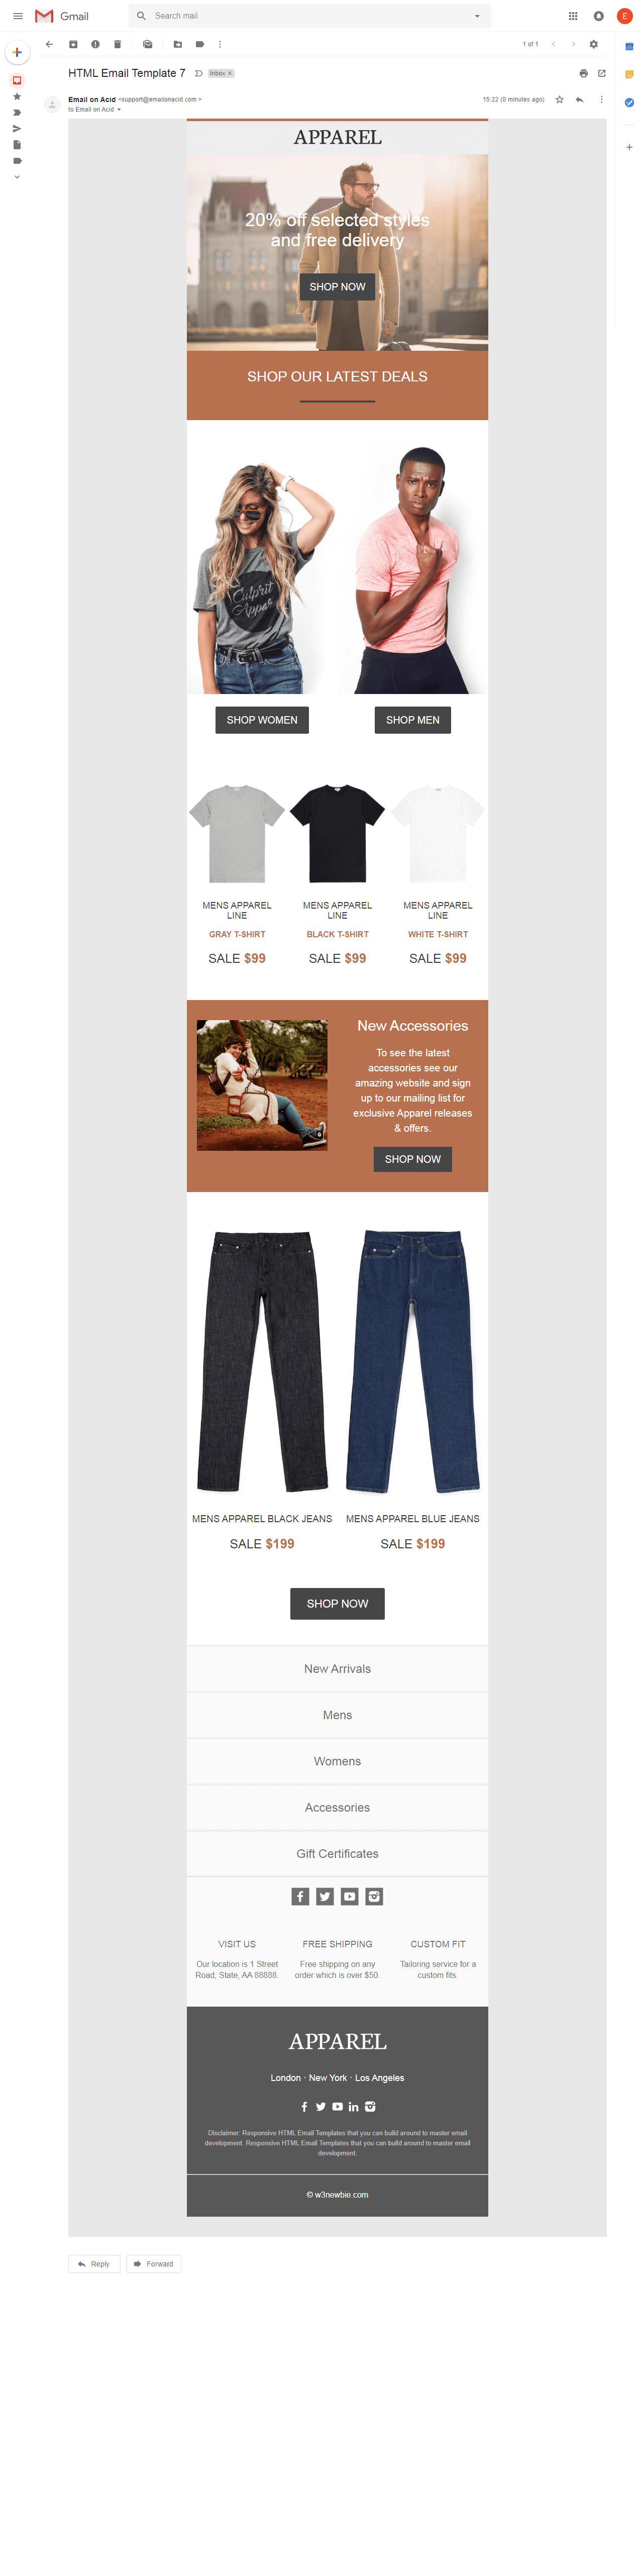 Gmail
Search mail
E
1 of 1
HTML Email Template 7
Inbox ×
Email on Acid <support@emailonacid.com >
15:22 (0 minutes ago)
to Email on Acid
APPAREL
20% off selected styles
and free delivery
SHOP NOW
SHOP OUR LATEST DEALS
Culprit
Appar
SHOP WOMEN
SHOP MEN
MENS APPAREL
LINE
GRAY T-SHIRT
SALE $99
MENS APPAREL
LINE
BLACK T-SHIRT
SALE $99
MENS APPAREL
LINE
WHITE T-SHIRT
SALE $99
New Accessories
To see the latest
accessories see our
amazing website and sign
up to our mailing list for
exclusive Apparel releases
& offers.
SHOP NOW
MENS APPAREL BLACK JEANS
SALE $199
MENS APPAREL BLUE JEANS
SALE $199
SHOP NOW
New Arrivals
Mens
Womens
Accessories
Gift Certificates
VISIT US
Our location is 1 Street
Road, State, AA 88888.
FREE SHIPPING
Free shipping on any
order which is over $50.
CUSTOM FIT
Tailoring service for a
custom fits.
APPAREL
London · New York · Los Angeles
Disclaimer: Responsive HTML Email Templates that you can build around to master email
development. Responsive HTML Email Templates that you can build around to master email
development.
© w3newbie.com
Reply
Forward